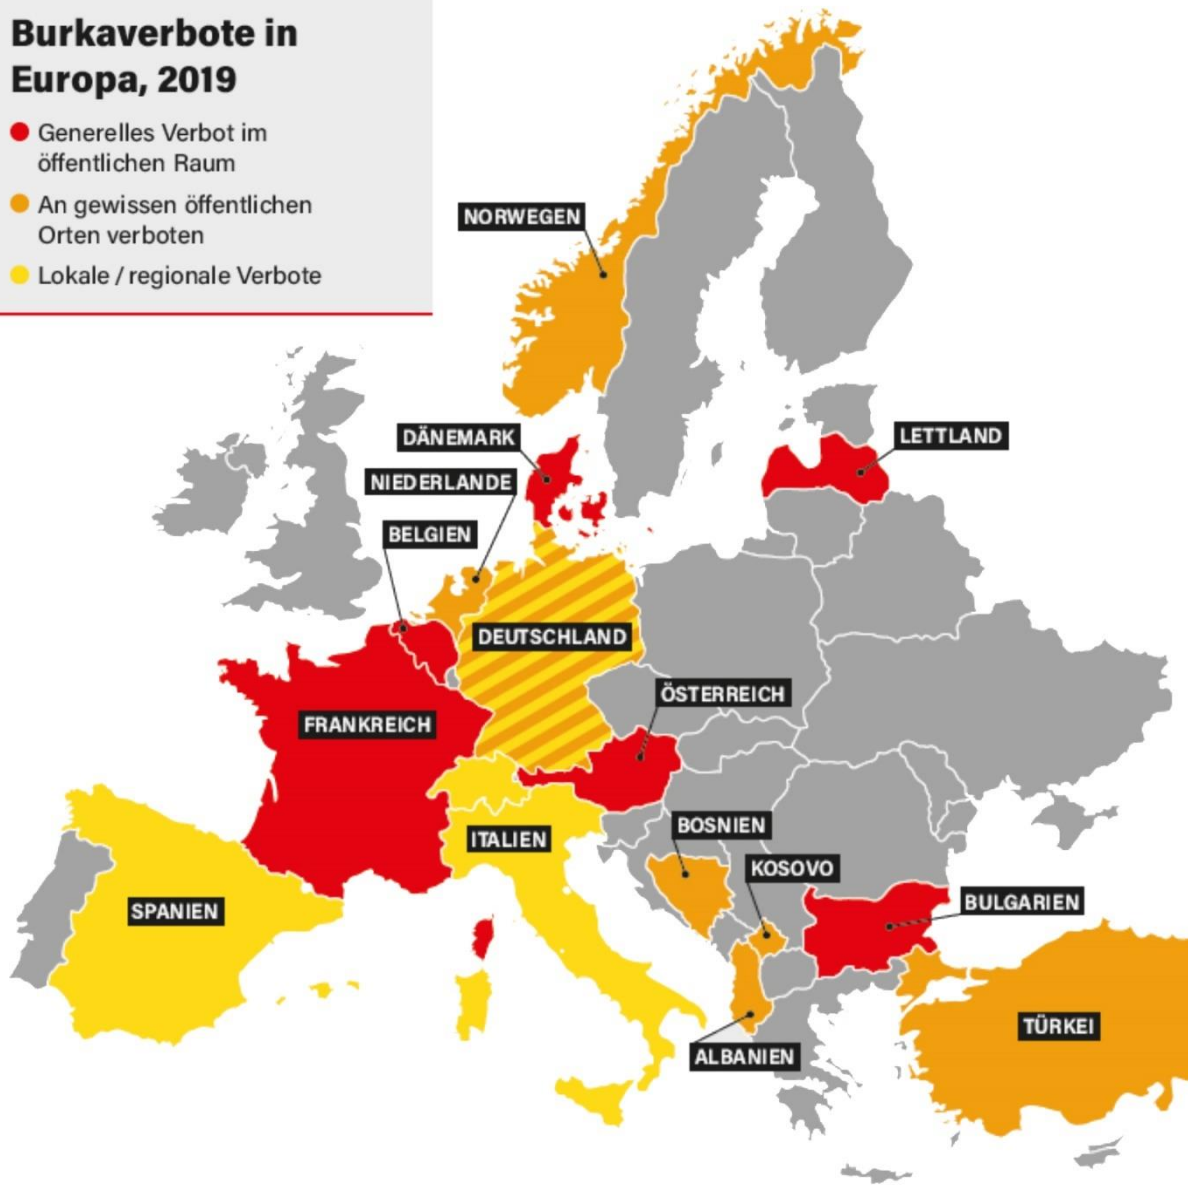 Burkaverbote in
Europa, 2019
Generelles Verbot im
öffentlichen Raum
An gewissen öffentlichen
Orten verboten
Lokale / regionale Verbote
NORWEGEN
DÄNEMARK
LETTLAND
NIEDERLANDE
BELGIEN
DEUTSCHLAND
ÖSTERREICH
FRANKREICH
BOSNIEN
ITALIEN
KOSOVO
BULGARIEN
SPANIEN
TÜRKEI
ALBANIEN